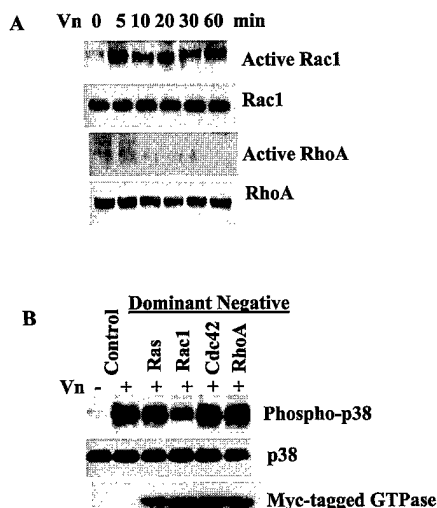 A
Vn 0 5 10 20 30 60 min
Active Rac1
Rac1
Active RhoA
RhoA
B
Dominant Negative
Control Ras Rac1 Cdc42 RhoA
Vn - + + + + +
Phospho-p38
p38
Myc-tagged GTPase